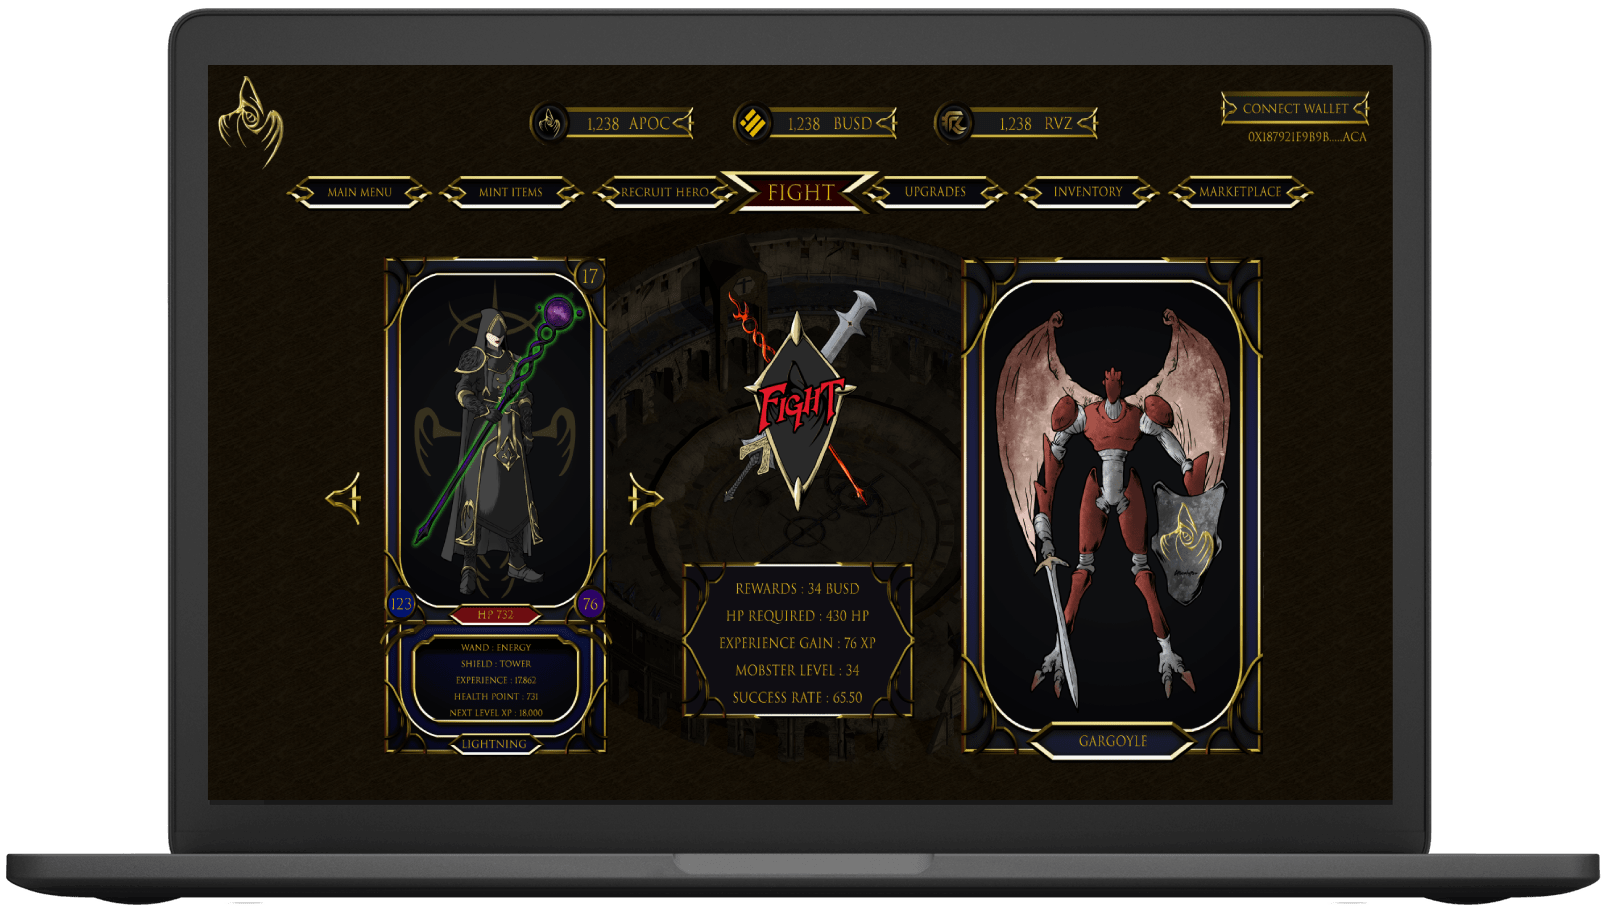 1,238 APOC
1,238 BUSD
1,238 RVZ
CONNECT WALLET
0X187921F9B9B.....ACA
MAIN MENU
MINT ITEMS
RECRUIT HERO
FIGHT
UPGRADES
INVENTORY
MARKETPLACE
17
123
76
HP 732
WAND : ENERGY
SHIELD : TOWER
EXPERIENCE : 17.862
HEALTH POINT : 731
NEXT LEVEL XP : 18.000
LIGHTNING
FIGHT
REWARDS : 34 BUSD
HP REQUIRED : 430 HP
EXPERIENCE GAIN : 76 XP
MOBSTER LEVEL : 34
SUCCESS RATE : 65.50
GARGOYLE